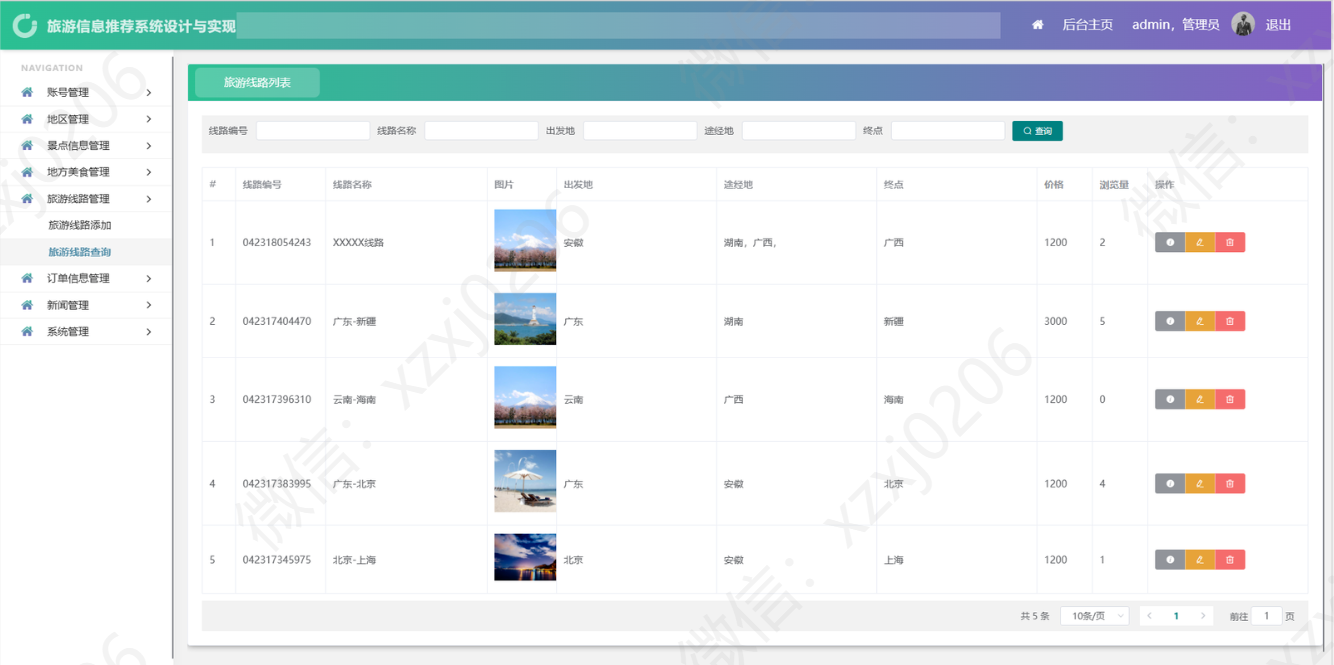 旅游信息推荐系统设计与实现 后台主页 admin，管理员 退出
NAVIGATION
账号管理
地区管理
景点信息管理
地方美食管理
旅游线路管理
旅游线路添加
旅游线路查询
订单信息管理
新闻管理
系统管理
旅游线路列表
线路编号 线路名称 出发地 途经地 终点 查询
# 线路编号 线路名称 图片 出发地 途经地 终点 价格 浏览量 操作
1 042318054243 XXXXX线路 安徽 湖南，广西， 广西 1200 2
2 042317404470 广东-新疆 广东 湖南 新疆 3000 5
3 042317396310 云南-海南 云南 广西 海南 1200 0
4 042317383995 广东-北京 广东 安徽 北京 1200 4
5 042317345975 北京-上海 北京 安徽 上海 1200 1
共 5 条 10条/页 1 前往 1 页
微信：xzxj0206
微信：xzxj0206